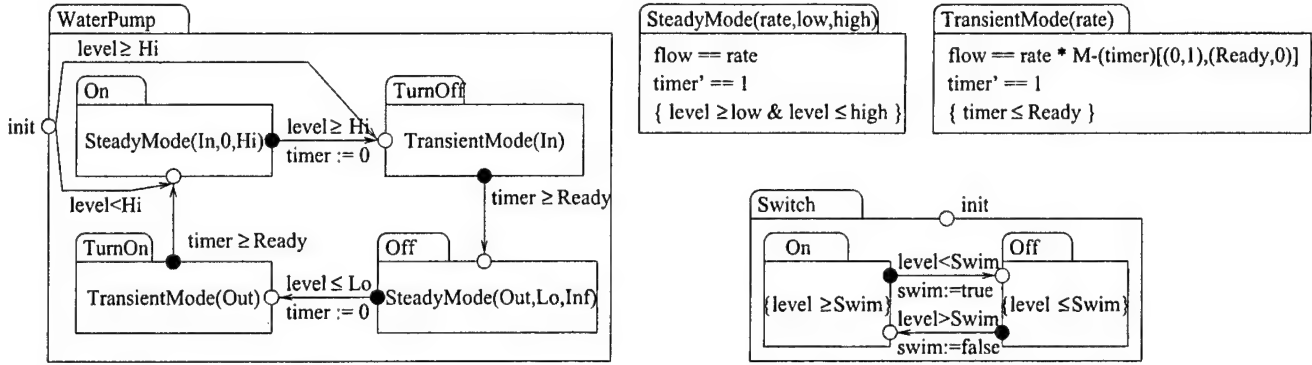 WaterPump
level≥ Hi
init
On
SteadyMode(In,0,Hi)
level≥ Hi
timer := 0
TurnOff
TransientMode(In)
level<Hi
timer ≥ Ready
timer ≥ Ready
TurnOn
TransientMode(Out)
level ≤ Lo
timer := 0
Off
SteadyMode(Out,Lo,Inf)
SteadyMode(rate,low,high)
flow == rate
timer' == 1
{ level ≥low & level ≤high }
TransientMode(rate)
flow == rate * M-(timer)[(0,1),(Ready,0)]
timer' == 1
{ timer ≤ Ready }
Switch
init
On
{level ≥Swim}
level<Swim
swim:=true
level>Swim
swim:=false
Off
{level ≤Swim}